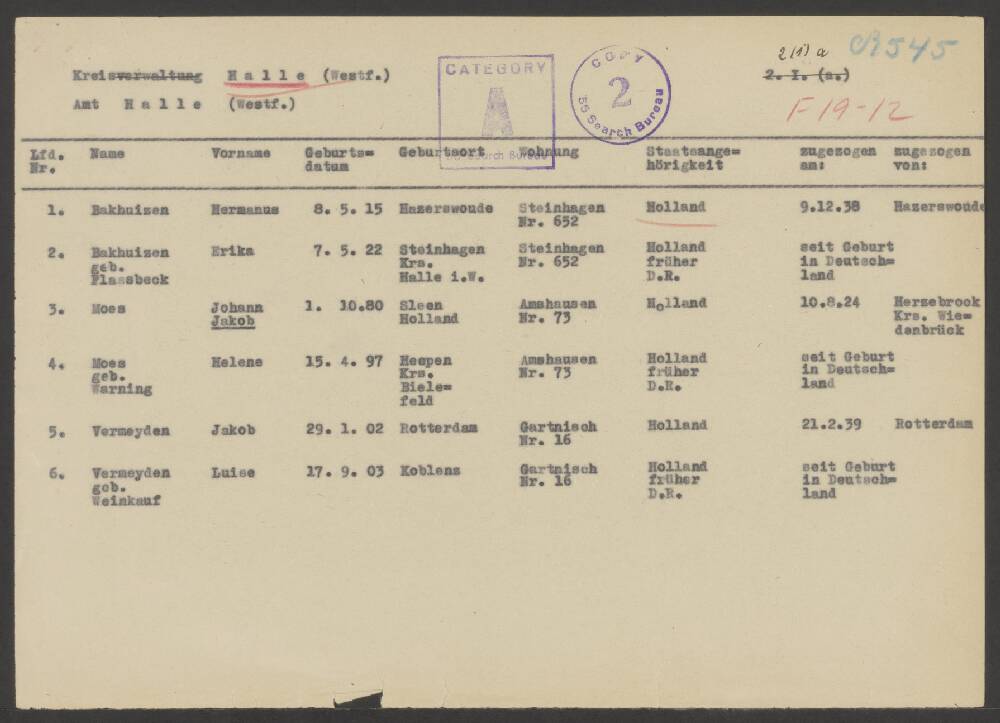 2(1) a CR545
Kreisverwaltung Halle (Westf.) 2. I. (a.)
Amt Halle (Westf.) F19-12
CATEGORY
A
Search Bureau
COPY
2
55 Search Bureau
Lfd. Name Vorname Geburts= Geburtsort Wohnung Staatsange= zugezogen zugezogen
Nr. datum hörigkeit am: von:
1. Bakhuizen Hermanus 8. 5. 15 Hazerswoude Steinhagen Holland 9.12.38 Hazerswoude
Nr. 652
2. Bakhuizen Erika 7. 5. 22 Steinhagen Steinhagen Holland seit Geburt
geb. Krs. Nr. 652 früher in Deutsch=
Flassbeck Halle i.W. D.R. land
3. Moes Johann 1. 10.80 Sleen Amshausen Holland 10.8.24 Herzebrock
Jakob Holland Nr. 73 Krs. Wie=
denbrück
4. Moes Helene 15. 4. 97 Heepen Amshausen Holland seit Geburt
geb. Krs. Nr. 73 früher in Deutsch=
Warning Biele= D.R. land
feld
5. Vermeyden Jakob 29. 1. 02 Rotterdam Gartnisch Holland 21.2.39 Rotterdam
Nr. 16
6. Vermeyden Luise 17. 9. 03 Koblenz Gartnisch Holland seit Geburt
geb. Nr. 16 früher in Deutsch=
Weinkauf D.R. land